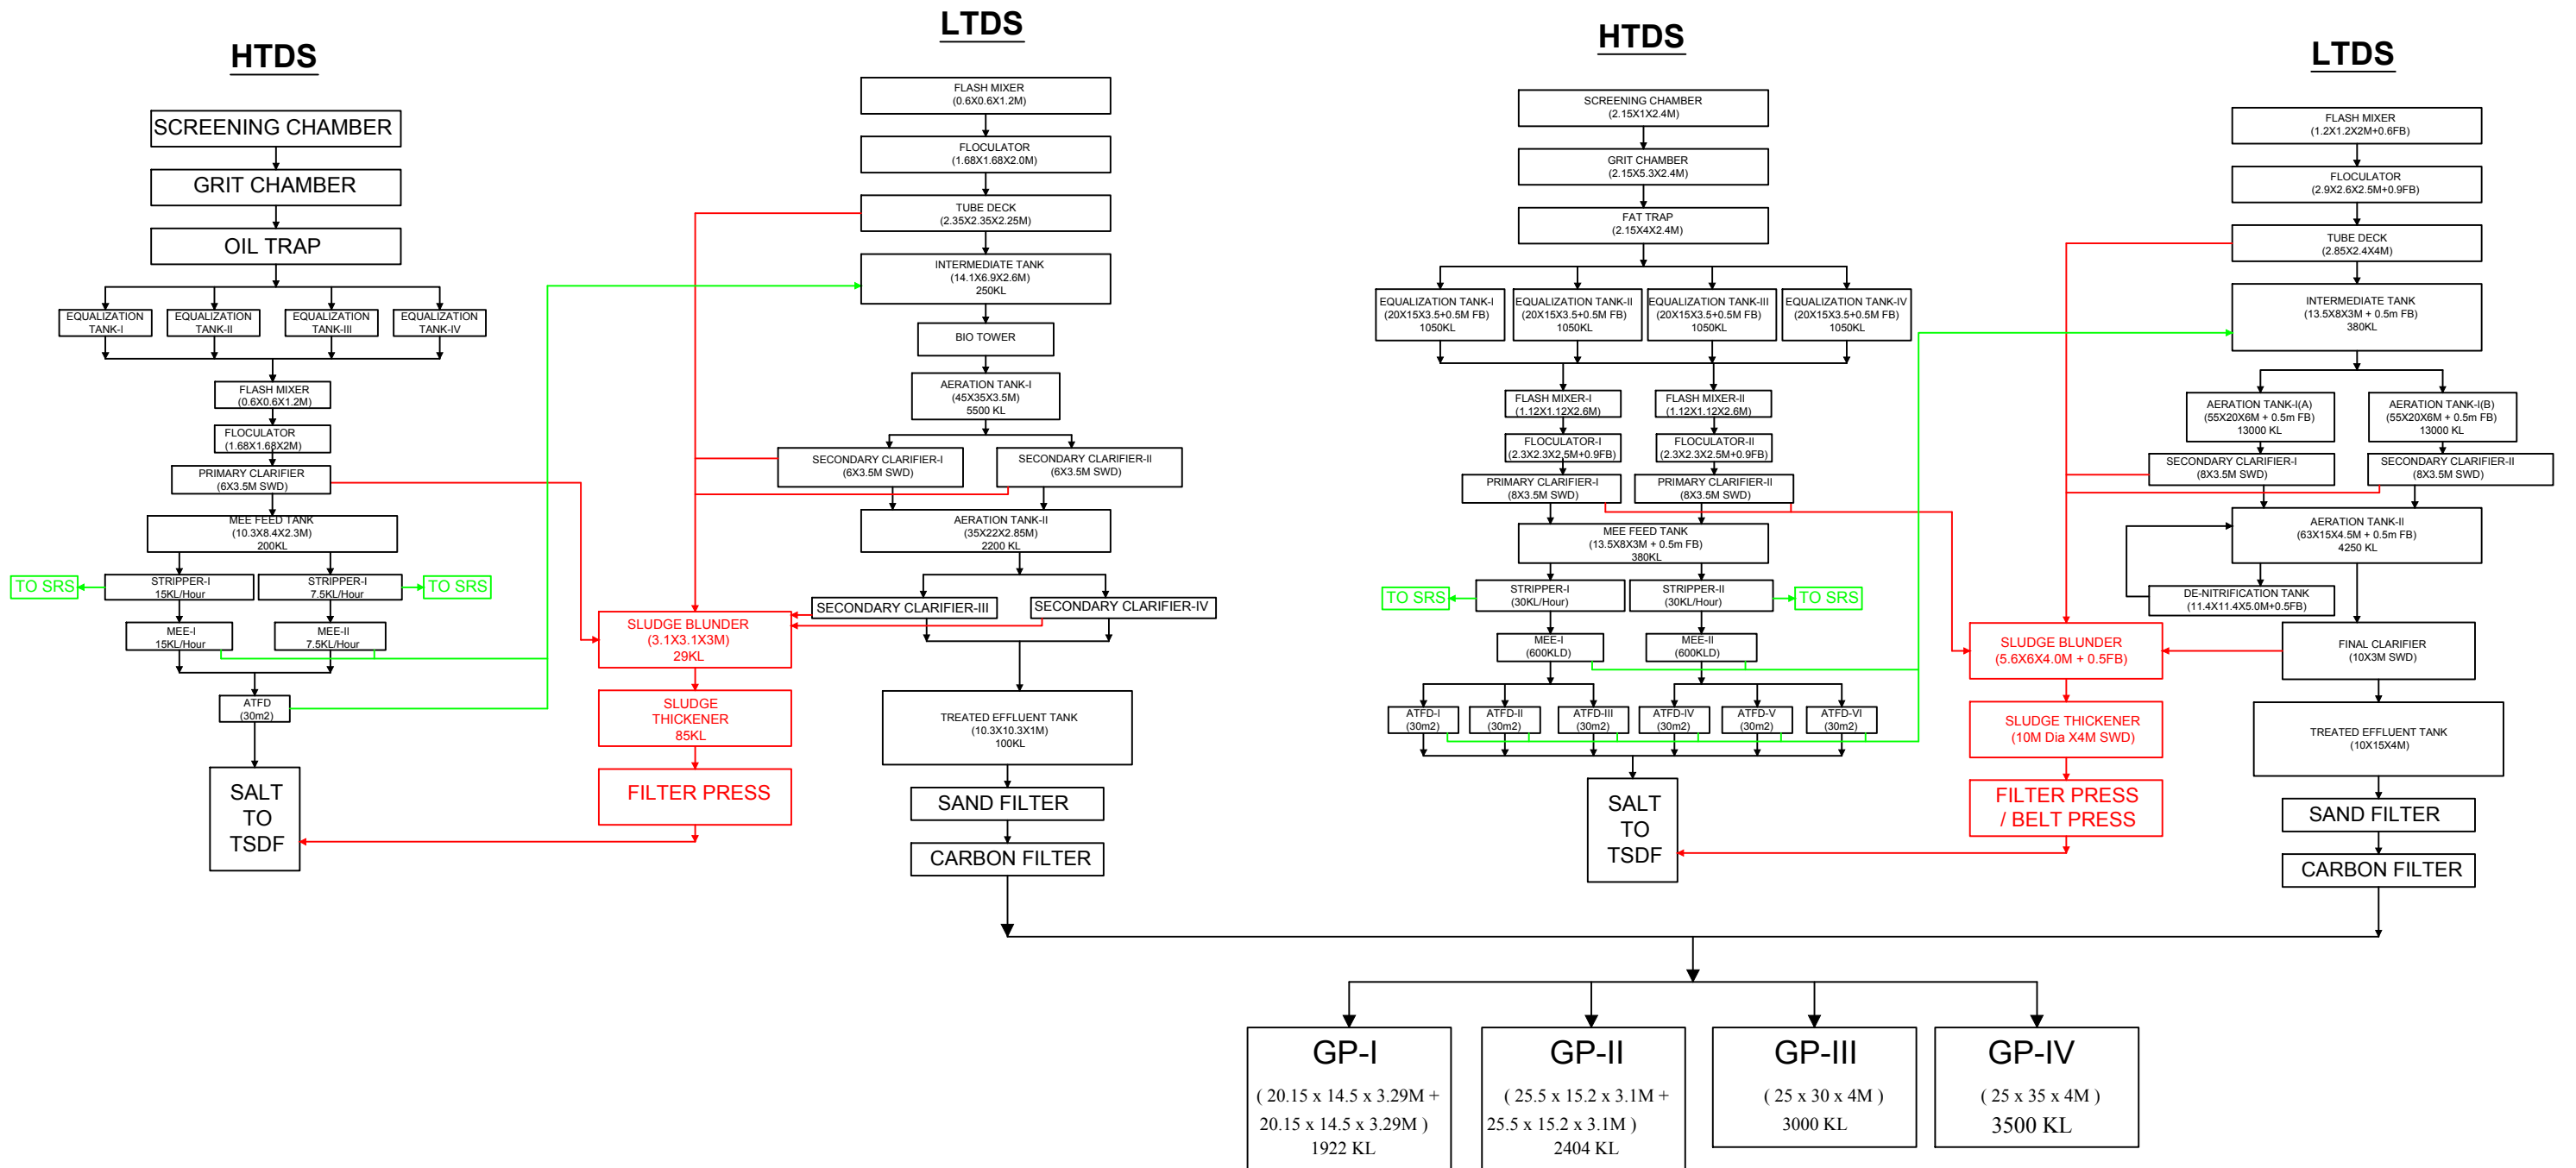 HTDS
SCREENING CHAMBER
GRIT CHAMBER
OIL TRAP
EQUALIZATION
TANK-I
EQUALIZATION
TANK-II
EQUALIZATION
TANK-III
EQUALIZATION
TANK-IV
FLASH MIXER
(0.6X0.6X1.2M)
FLOCULATOR
(1.68X1.68X2M)
PRIMARY CLARIFIER
(6X3.5M SWD)
MEE FEED TANK
(10.3X8.4X2.3M)
200KL
TO SRS
STRIPPER-I
15KL/Hour
STRIPPER-I
7.5KL/Hour
TO SRS
MEE-I
15KL/Hour
MEE-II
7.5KL/Hour
ATFD
(30m2)
SALT
TO
TSDF
LTDS
FLASH MIXER
(0.6X0.6X1.2M)
FLOCULATOR
(1.68X1.68X2.0M)
TUBE DECK
(2.35X2.35X2.25M)
INTERMEDIATE TANK
(14.1X6.9X2.6M)
250KL
BIO TOWER
AERATION TANK-I
(45X35X3.5M)
5500 KL
SECONDARY CLARIFIER-I
(6X3.5M SWD)
SECONDARY CLARIFIER-II
(6X3.5M SWD)
AERATION TANK-II
(35X22X2.85M)
2200 KL
SECONDARY CLARIFIER-III
SECONDARY CLARIFIER-IV
SLUDGE BLUNDER
(3.1X3.1X3M)
29KL
SLUDGE
THICKENER
85KL
FILTER PRESS
TREATED EFFLUENT TANK
(10.3X10.3X1M)
100KL
SAND FILTER
CARBON FILTER
HTDS
SCREENING CHAMBER
(2.15X1X2.4M)
GRIT CHAMBER
(2.15X5.3X2.4M)
FAT TRAP
(2.15X4X2.4M)
EQUALIZATION TANK-I
(20X15X3.5+0.5M FB)
1050KL
EQUALIZATION TANK-II
(20X15X3.5+0.5M FB)
1050KL
EQUALIZATION TANK-III
(20X15X3.5+0.5M FB)
1050KL
EQUALIZATION TANK-IV
(20X15X3.5+0.5M FB)
1050KL
FLASH MIXER-I
(1.12X1.12X2.6M)
FLASH MIXER-II
(1.12X1.12X2.6M)
FLOCULATOR-I
(2.3X2.3X2.5M+0.9FB)
FLOCULATOR-II
(2.3X2.3X2.5M+0.9FB)
PRIMARY CLARIFIER-I
(8X3.5M SWD)
PRIMARY CLARIFIER-II
(8X3.5M SWD)
MEE FEED TANK
(13.5X8X3M + 0.5m FB)
380KL
TO SRS
STRIPPER-I
(30KL/Hour)
STRIPPER-II
(30KL/Hour)
TO SRS
MEE-I
(600KLD)
MEE-II
(600KLD)
ATFD-I
(30m2)
ATFD-II
(30m2)
ATFD-III
(30m2)
ATFD-IV
(30m2)
ATFD-V
(30m2)
ATFD-VI
(30m2)
SALT
TO
TSDF
LTDS
FLASH MIXER
(1.2X1.2X2M+0.6FB)
FLOCULATOR
(2.9X2.6X2.5M+0.9FB)
TUBE DECK
(2.85X2.4X4M)
INTERMEDIATE TANK
(13.5X8X3M + 0.5m FB)
380KL
AERATION TANK-I(A)
(55X20X6M + 0.5m FB)
13000 KL
AERATION TANK-I(B)
(55X20X6M + 0.5m FB)
13000 KL
SECONDARY CLARIFIER-I
(8X3.5M SWD)
SECONDARY CLARIFIER-II
(8X3.5M SWD)
AERATION TANK-II
(63X15X4.5M + 0.5m FB)
4250 KL
DE-NITRIFICATION TANK
(11.4X11.4X5.0M+0.5FB)
SLUDGE BLUNDER
(5.6X6X4.0M + 0.5FB)
FINAL CLARIFIER
(10X3M SWD)
SLUDGE THICKENER
(10M Dia X4M SWD)
FILTER PRESS
/ BELT PRESS
TREATED EFFLUENT TANK
(10X15X4M)
SAND FILTER
CARBON FILTER
GP-I
( 20.15 x 14.5 x 3.29M +
20.15 x 14.5 x 3.29M )
1922 KL
GP-II
( 25.5 x 15.2 x 3.1M +
25.5 x 15.2 x 3.1M )
2404 KL
GP-III
( 25 x 30 x 4M )
3000 KL
GP-IV
( 25 x 35 x 4M )
3500 KL